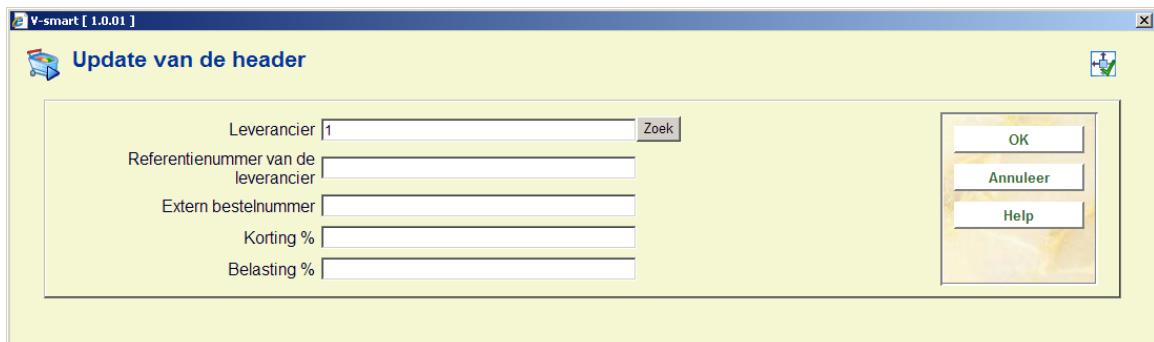 V-smart [ 1.0.01 ]
Update van de header
Leverancier 1 Zoek
Referentienummer van de
leverancier
Extern bestelnummer
Korting %
Belasting %
OK
Annuleer
Help